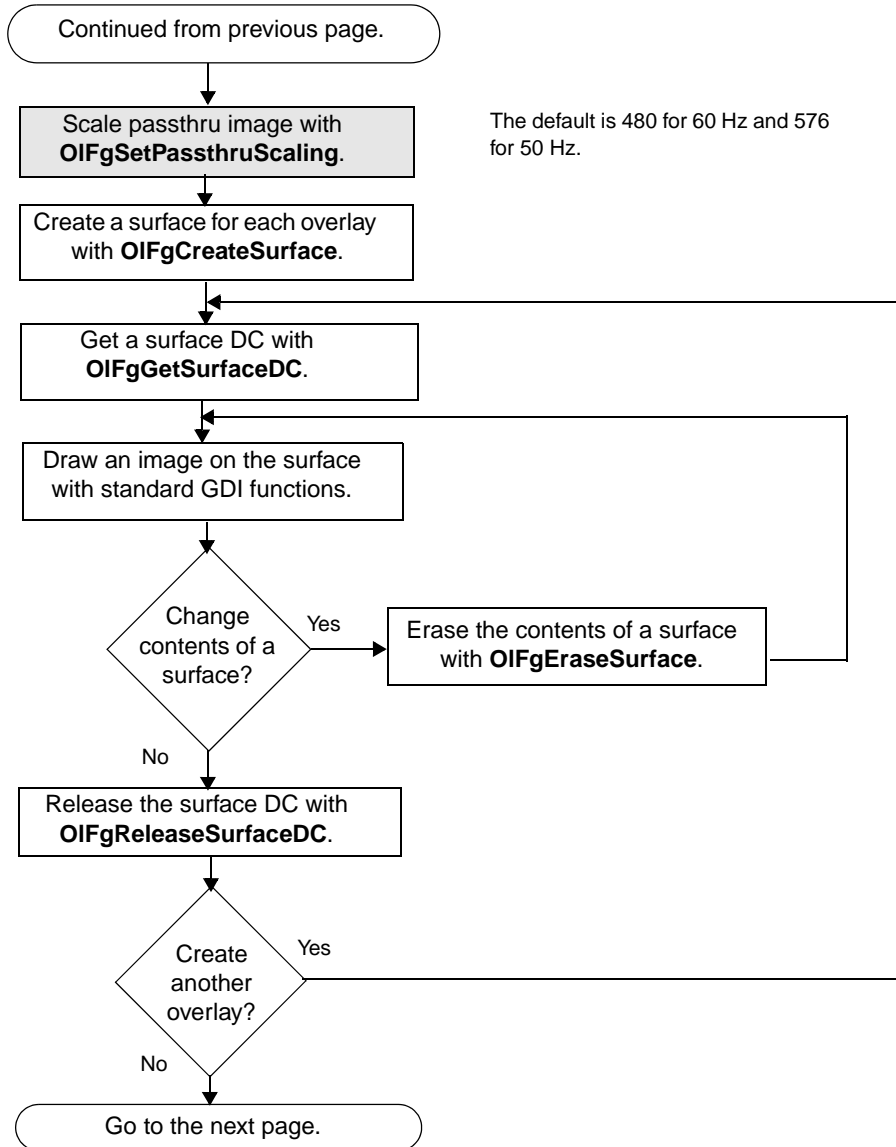 Continued from previous page.
Scale passthru image with
OlFgSetPassthruScaling.
The default is 480 for 60 Hz and 576
for 50 Hz.
Create a surface for each overlay
with OlFgCreateSurface.
Get a surface DC with
OlFgGetSurfaceDC.
Draw an image on the surface
with standard GDI functions.
Change
contents of a
surface?
Yes
Erase the contents of a surface
with OlFgEraseSurface.
No
Release the surface DC with
OlFgReleaseSurfaceDC.
Create
another
overlay?
Yes
No
Go to the next page.